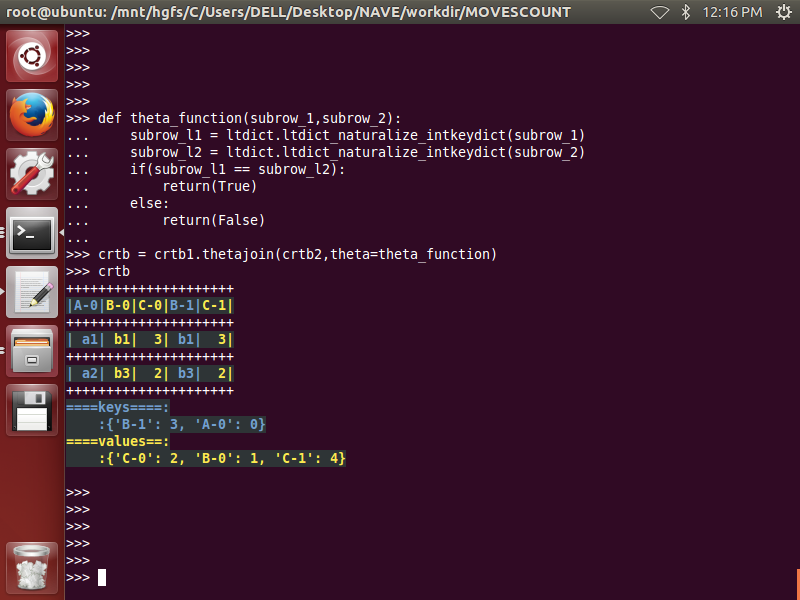 root@ubuntu: /mnt/hgfs/C/Users/DELL/Desktop/NAVE/workdir/MOVESCOUNT 12:16 PM
>>>
>>>
>>>
>>>
>>>
>>> def theta_function(subrow_1,subrow_2):
...     subrow_l1 = ltdict.ltdict_naturalize_intkeydict(subrow_1)
...     subrow_l2 = ltdict.ltdict_naturalize_intkeydict(subrow_2)
...     if(subrow_l1 == subrow_l2):
...         return(True)
...     else:
...         return(False)
...
>>> crtb = crtb1.thetajoin(crtb2,theta=theta_function)
>>> crtb
+++++++++++++++++++++
|A-0|B-0|C-0|B-1|C-1|
+++++++++++++++++++++
| a1| b1|  3| b1|  3|
+++++++++++++++++++++
| a2| b3|  2| b3|  2|
+++++++++++++++++++++
====keys====:
    :{'B-1': 3, 'A-0': 0}
====values==:
    :{'C-0': 2, 'B-0': 1, 'C-1': 4}
>>>
>>>
>>>
>>>
>>>
>>>